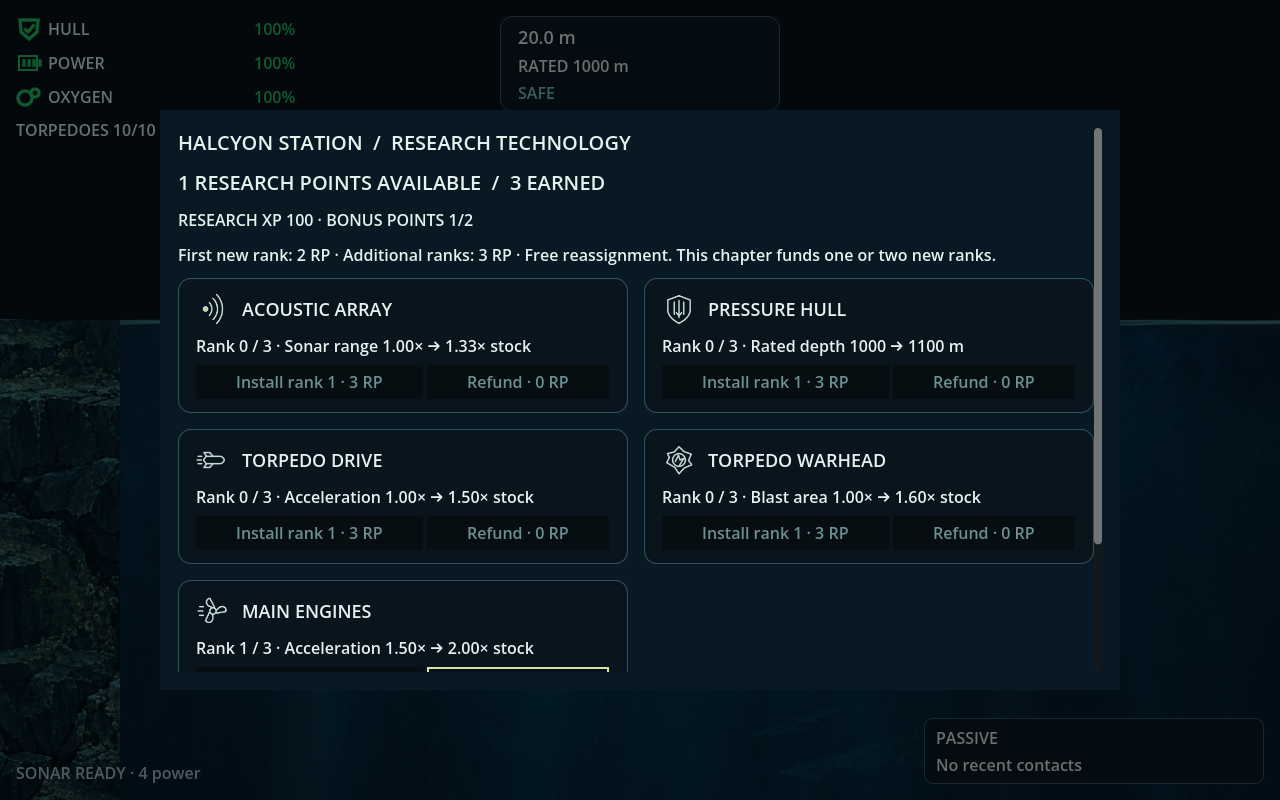 HULL 100%
POWER 100%
OXYGEN 100%
TORPEDOES 10/10
20.0 m
RATED 1000 m
SAFE
HALCYON STATION / RESEARCH TECHNOLOGY
1 RESEARCH POINTS AVAILABLE / 3 EARNED
RESEARCH XP 100 · BONUS POINTS 1/2
First new rank: 2 RP · Additional ranks: 3 RP · Free reassignment. This chapter funds one or two new ranks.
ACOUSTIC ARRAY
Rank 0 / 3 · Sonar range 1.00× → 1.33× stock
Install rank 1 · 3 RP
Refund · 0 RP
PRESSURE HULL
Rank 0 / 3 · Rated depth 1000 → 1100 m
Install rank 1 · 3 RP
Refund · 0 RP
TORPEDO DRIVE
Rank 0 / 3 · Acceleration 1.00× → 1.50× stock
Install rank 1 · 3 RP
Refund · 0 RP
TORPEDO WARHEAD
Rank 0 / 3 · Blast area 1.00× → 1.60× stock
Install rank 1 · 3 RP
Refund · 0 RP
MAIN ENGINES
Rank 1 / 3 · Acceleration 1.50× → 2.00× stock
PASSIVE
No recent contacts
SONAR READY · 4 power